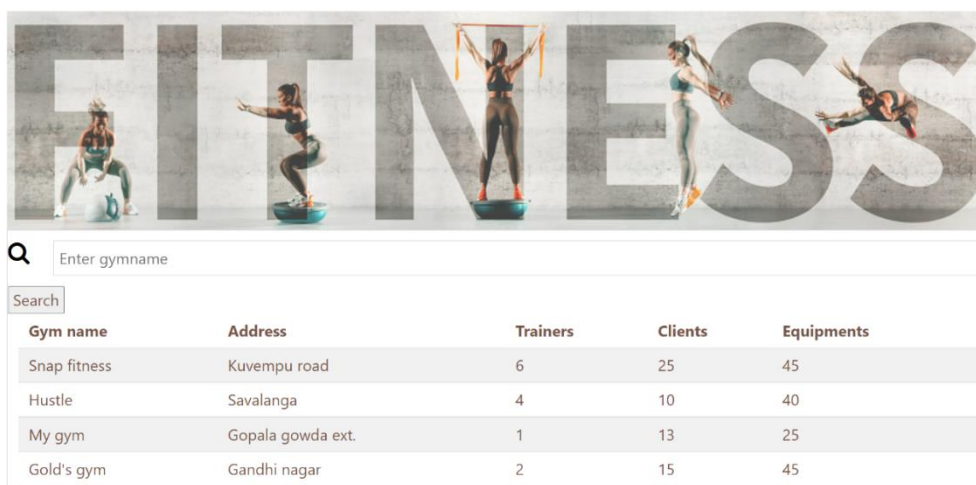 FITNESS
Enter gymname
Search
Gym name Address Trainers Clients Equipments
Snap fitness Kuvempu road 6 25 45
Hustle Savalanga 4 10 40
My gym Gopala gowda ext. 1 13 25
Gold's gym Gandhi nagar 2 15 45